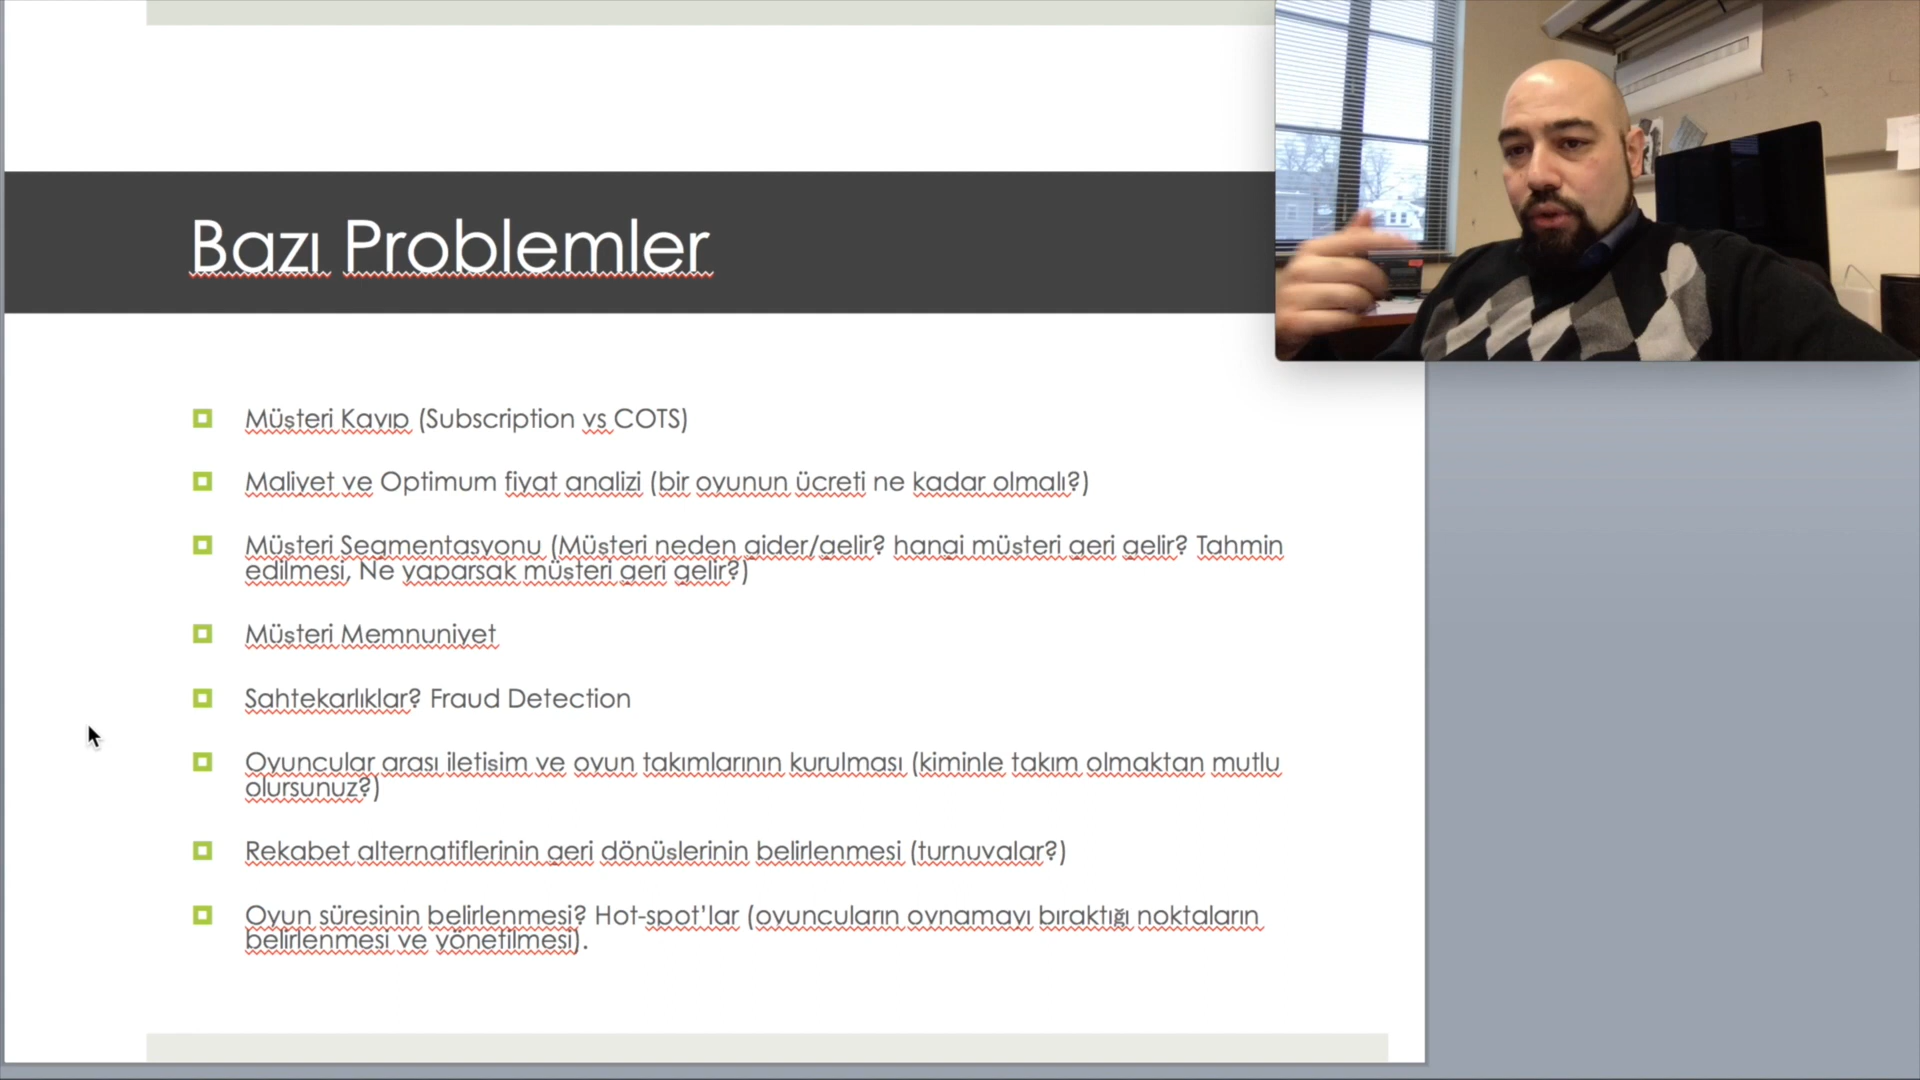 Bazı Problemler
Müşteri Kayıp (Subscription vs COTS)
Maliyet ve Optimum fiyat analizi (bir oyunun ücreti ne kadar olmalı?)
Müşteri Segmentasyonu (Müşteri neden gider/gelir? hangi müşteri geri gelir? Tahmin
edilmesi, Ne yaparsak müşteri geri gelir?)
Müşteri Memnuniyet
Sahtekarlıklar? Fraud Detection
Oyuncular arası iletisim ve oyun takımlarının kurulması (kiminle takım olmaktan mutlu
olursunuz?)
Rekabet alternatiflerinin geri dönüşlerinin belirlenmesi (turnuvalar?)
Oyun süresinin belirlenmesi? Hot-spot’lar (oyuncuların oynamayı bıraktığı noktaların
belirlenmesi ve yönetilmesi).